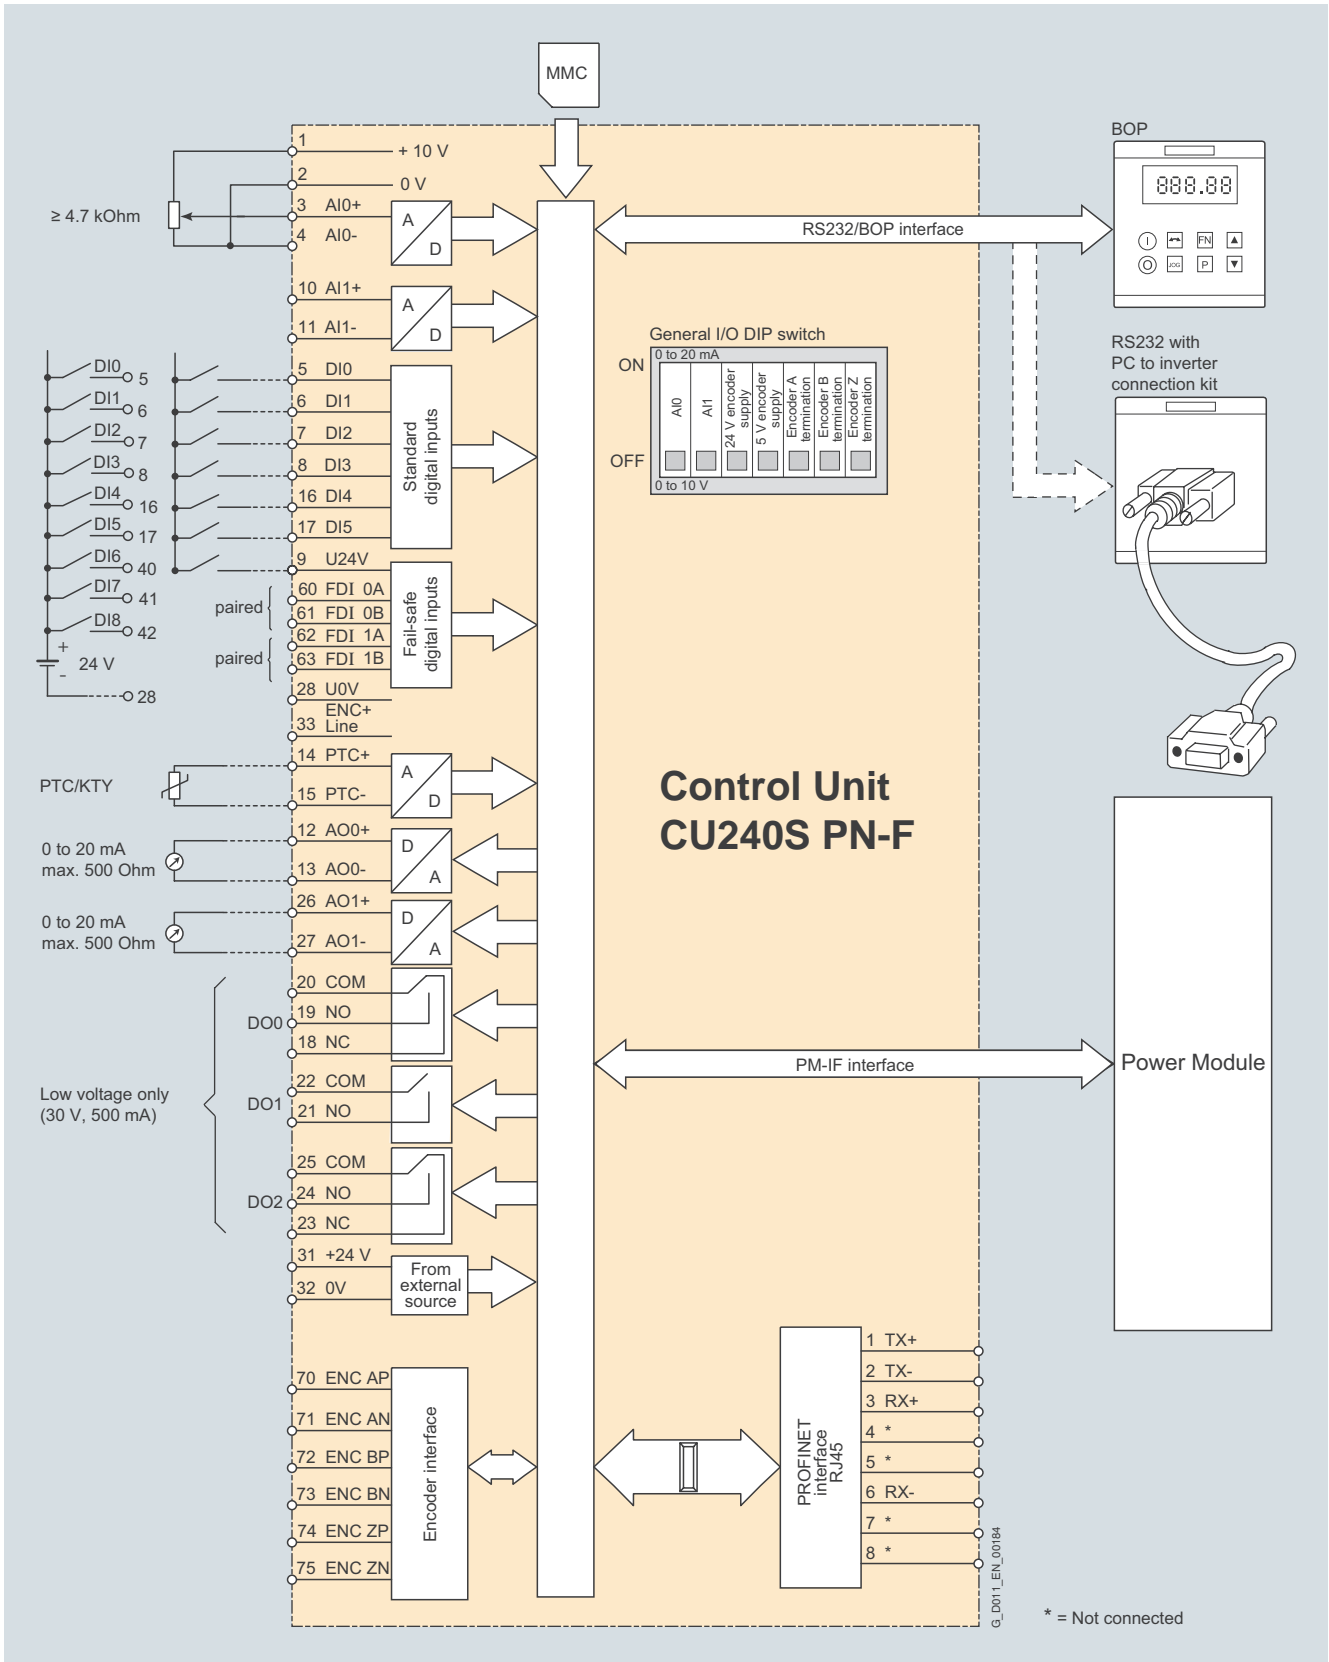 MMC
1
+ 10 V
2
0 V
3 AI0+
4 AI0-
≥ 4.7 kOhm
A
D
10 AI1+
11 AI1-
A
D
DI0 5
DI1 6
DI2 7
DI3 8
DI4 16
DI5 17
DI6 40
DI7 41
DI8 42
+
24 V
-
28
5 DI0
6 DI1
7 DI2
8 DI3
16 DI4
17 DI5
Standard
digital inputs
9 U24V
60 FDI 0A
61 FDI 0B
62 FDI 1A
63 FDI 1B
paired
paired
Fail-safe
digital inputs
28 U0V
ENC+
33 Line
PTC/KTY
14 PTC+
15 PTC-
A
D
0 to 20 mA
max. 500 Ohm
12 AO0+
13 AO0-
D
A
0 to 20 mA
max. 500 Ohm
26 AO1+
27 AO1-
D
A
Low voltage only
(30 V, 500 mA)
DO0
20 COM
19 NO
18 NC
DO1
22 COM
21 NO
DO2
25 COM
24 NO
23 NC
31 +24 V
32 0V
From
external
source
70 ENC AP
71 ENC AN
72 ENC BP
73 ENC BN
74 ENC ZP
75 ENC ZN
Encoder interface
RS232/BOP interface
General I/O DIP switch
ON
0 to 20 mA
AI0
AI1
24 V encoder
supply
5 V encoder
supply
Encoder A
termination
Encoder B
termination
Encoder Z
termination
OFF
0 to 10 V
Control Unit
CU240S PN-F
PM-IF interface
PROFINET
interface
RJ45
1 TX+
2 TX-
3 RX+
4 *
5 *
6 RX-
7 *
8 *
BOP
888.88
I FN
O JOG P
RS232 with
PC to inverter
connection kit
Power Module
G_D011_EN_00184
* = Not connected